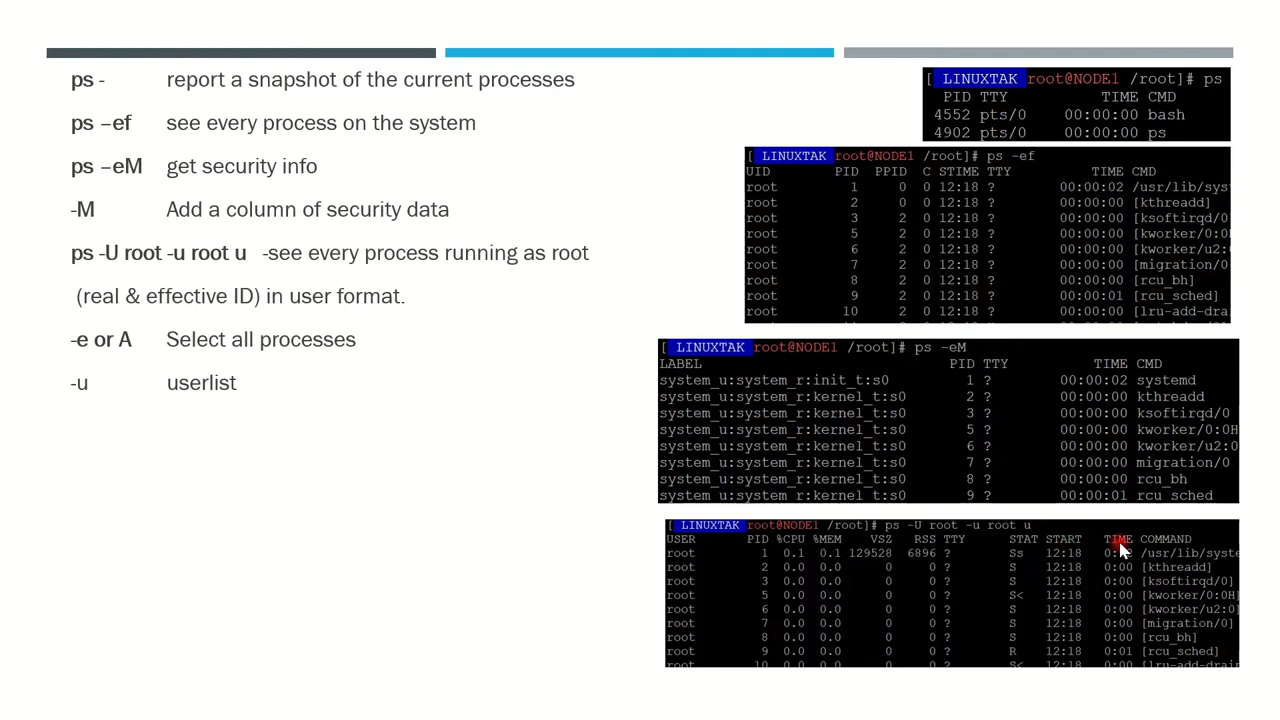 ps - report a snapshot of the current processes
ps –ef see every process on the system
ps –eM get security info
-M Add a column of security data
ps -U root -u root u -see every process running as root
(real & effective ID) in user format.
-e or A Select all processes
-u userlist
[ LINUXTAK root@NODE1 /root]# ps
PID TTY TIME CMD
4552 pts/0 00:00:00 bash
4902 pts/0 00:00:00 ps
[ LINUXTAK root@NODE1 /root]# ps -ef
UID PID PPID C STIME TTY TIME CMD
root 1 0 0 12:18 ? 00:00:02 /usr/lib/sys
root 2 0 0 12:18 ? 00:00:00 [kthreadd]
root 3 2 0 12:18 ? 00:00:00 [ksoftirqd/0
root 5 2 0 12:18 ? 00:00:00 [kworker/0:0H
root 6 2 0 12:18 ? 00:00:00 [kworker/u2:0
root 7 2 0 12:18 ? 00:00:00 [migration/0]
root 8 2 0 12:18 ? 00:00:00 [rcu_bh]
root 9 2 0 12:18 ? 00:00:01 [rcu_sched]
root 10 2 0 12:18 ? 00:00:00 [lru-add-drai
[ LINUXTAK root@NODE1 /root]# ps -eM
LABEL PID TTY TIME CMD
system_u:system_r:init_t:s0 1 ? 00:00:02 systemd
system_u:system_r:kernel_t:s0 2 ? 00:00:00 kthreadd
system_u:system_r:kernel_t:s0 3 ? 00:00:00 ksoftirqd/0
system_u:system_r:kernel_t:s0 5 ? 00:00:00 kworker/0:0H
system_u:system_r:kernel_t:s0 6 ? 00:00:00 kworker/u2:0
system_u:system_r:kernel_t:s0 7 ? 00:00:00 migration/0
system_u:system_r:kernel_t:s0 8 ? 00:00:00 rcu_bh
system_u:system_r:kernel_t:s0 9 ? 00:00:01 rcu_sched
[ LINUXTAK root@NODE1 /root]# ps -U root -u root u
USER PID %CPU %MEM VSZ RSS TTY STAT START TIME COMMAND
root 1 0.1 0.1 129528 6896 ? Ss 12:18 /usr/lib/syste
root 2 0.0 0.0 0 0 ? S 12:18 0:00 [kthreadd]
root 3 0.0 0.0 0 0 ? S 12:18 0:00 [ksoftirqd/0]
root 5 0.0 0.0 0 0 ? S< 12:18 0:00 [kworker/0:0H]
root 6 0.0 0.0 0 0 ? S 12:18 0:00 [kworker/u2:0]
root 7 0.0 0.0 0 0 ? S 12:18 0:00 [migration/0]
root 8 0.0 0.0 0 0 ? S 12:18 0:00 [rcu_bh]
root 9 0.0 0.0 0 0 ? R 12:18 0:01 [rcu_sched]
root 10 0.0 0.0 0 0 ? S< 12:18 0:00 [lru-add-drain